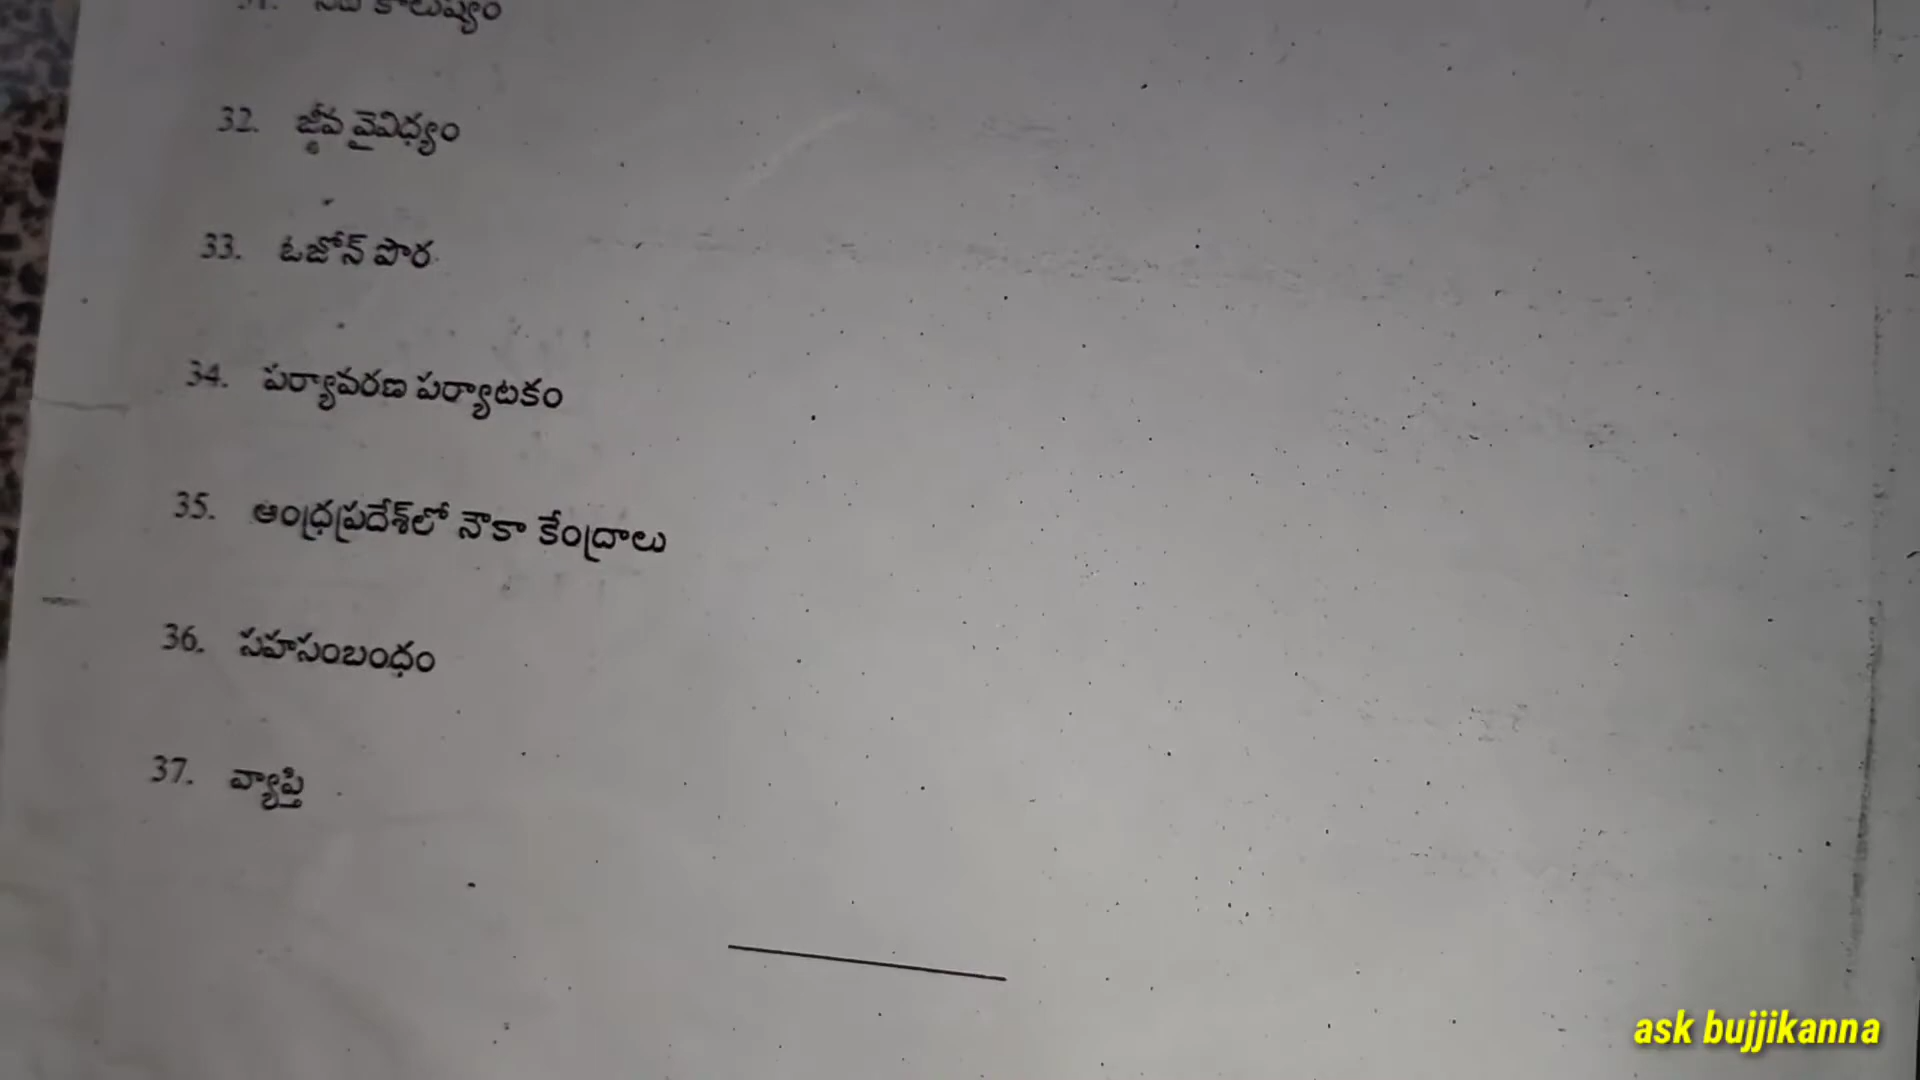 32. జీవ వైవిధ్యం
33. ఓజోన్ పొర
34. పర్యావరణ పర్యాటకం
35. ఆంధ్రప్రదేశ్‌లో నౌకా కేంద్రాలు
36. సహసంబంధం
37. వ్యాప్తి
ask bujjikanna